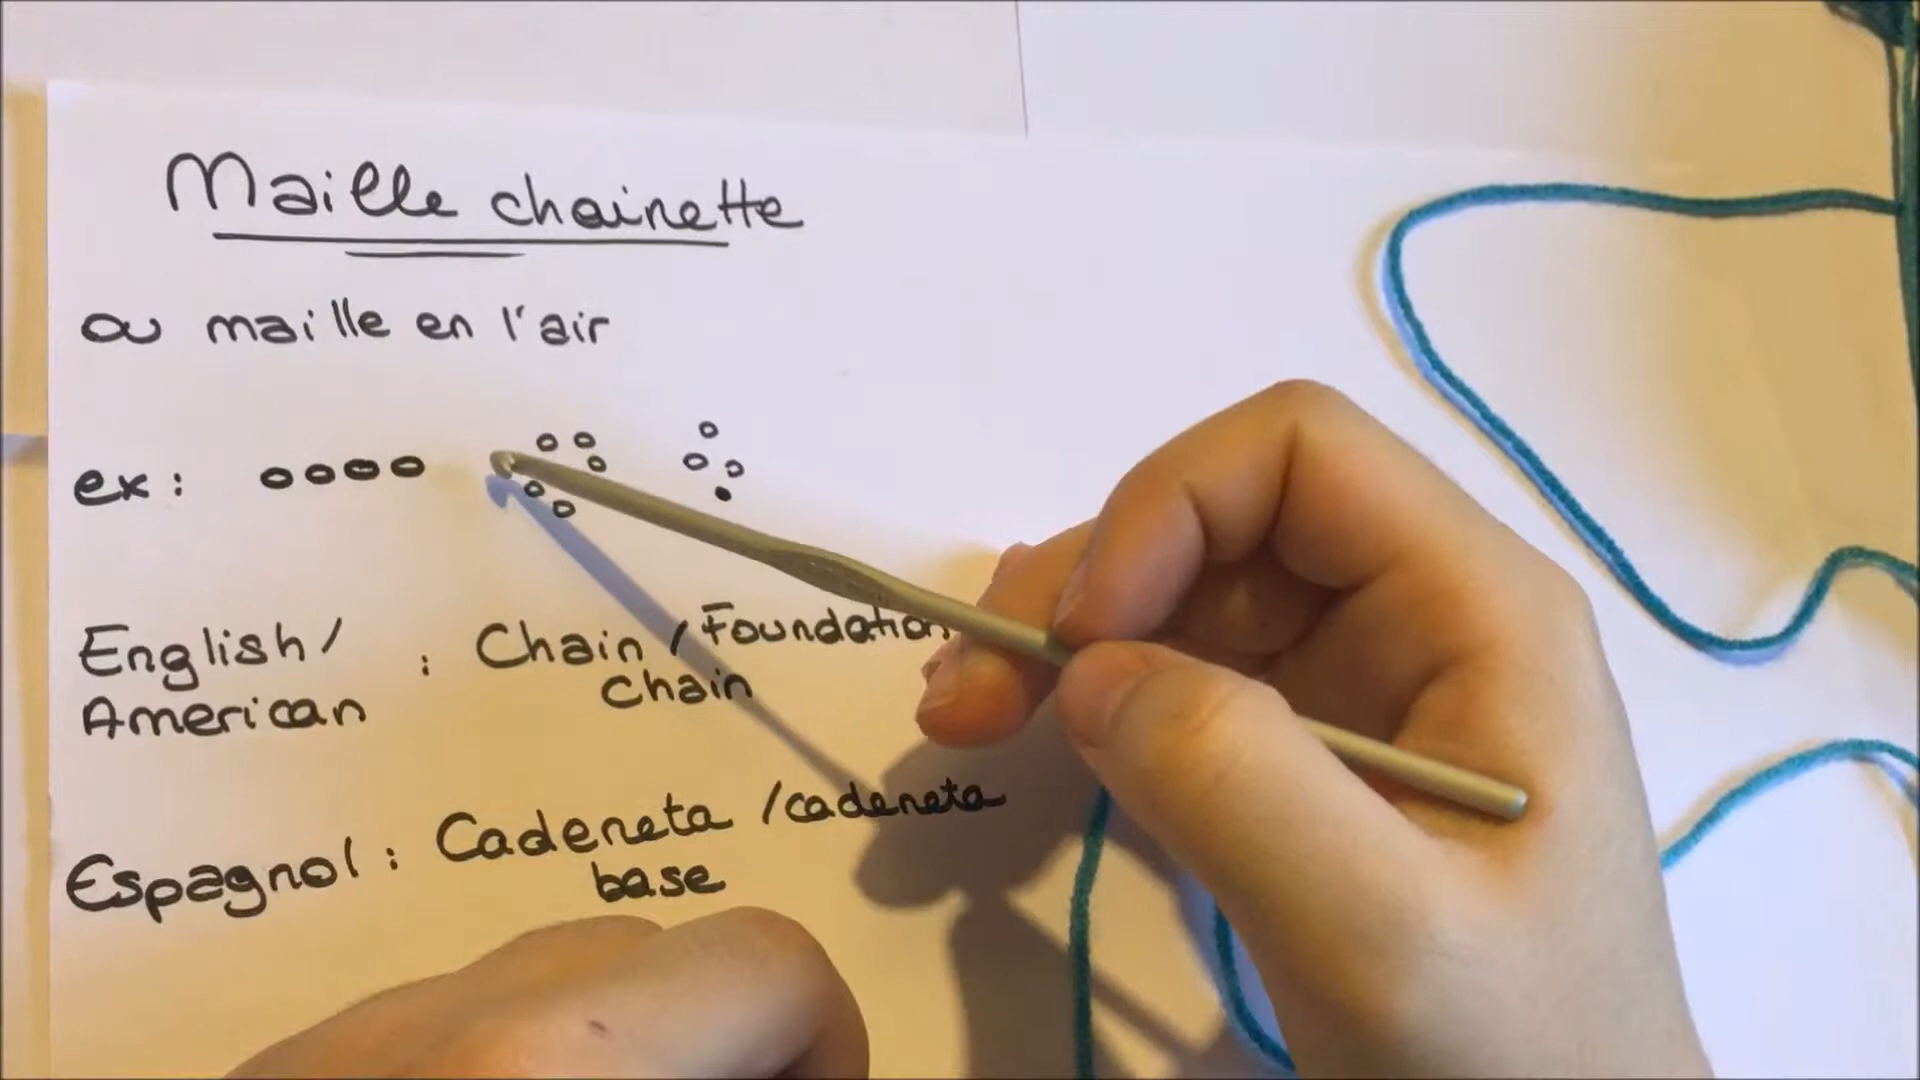 Maille chainette
ou maille en l'air
ex :
English/ : Chain / Foundation
American chain
Espagnol : Cadeneta / cadeneta
base